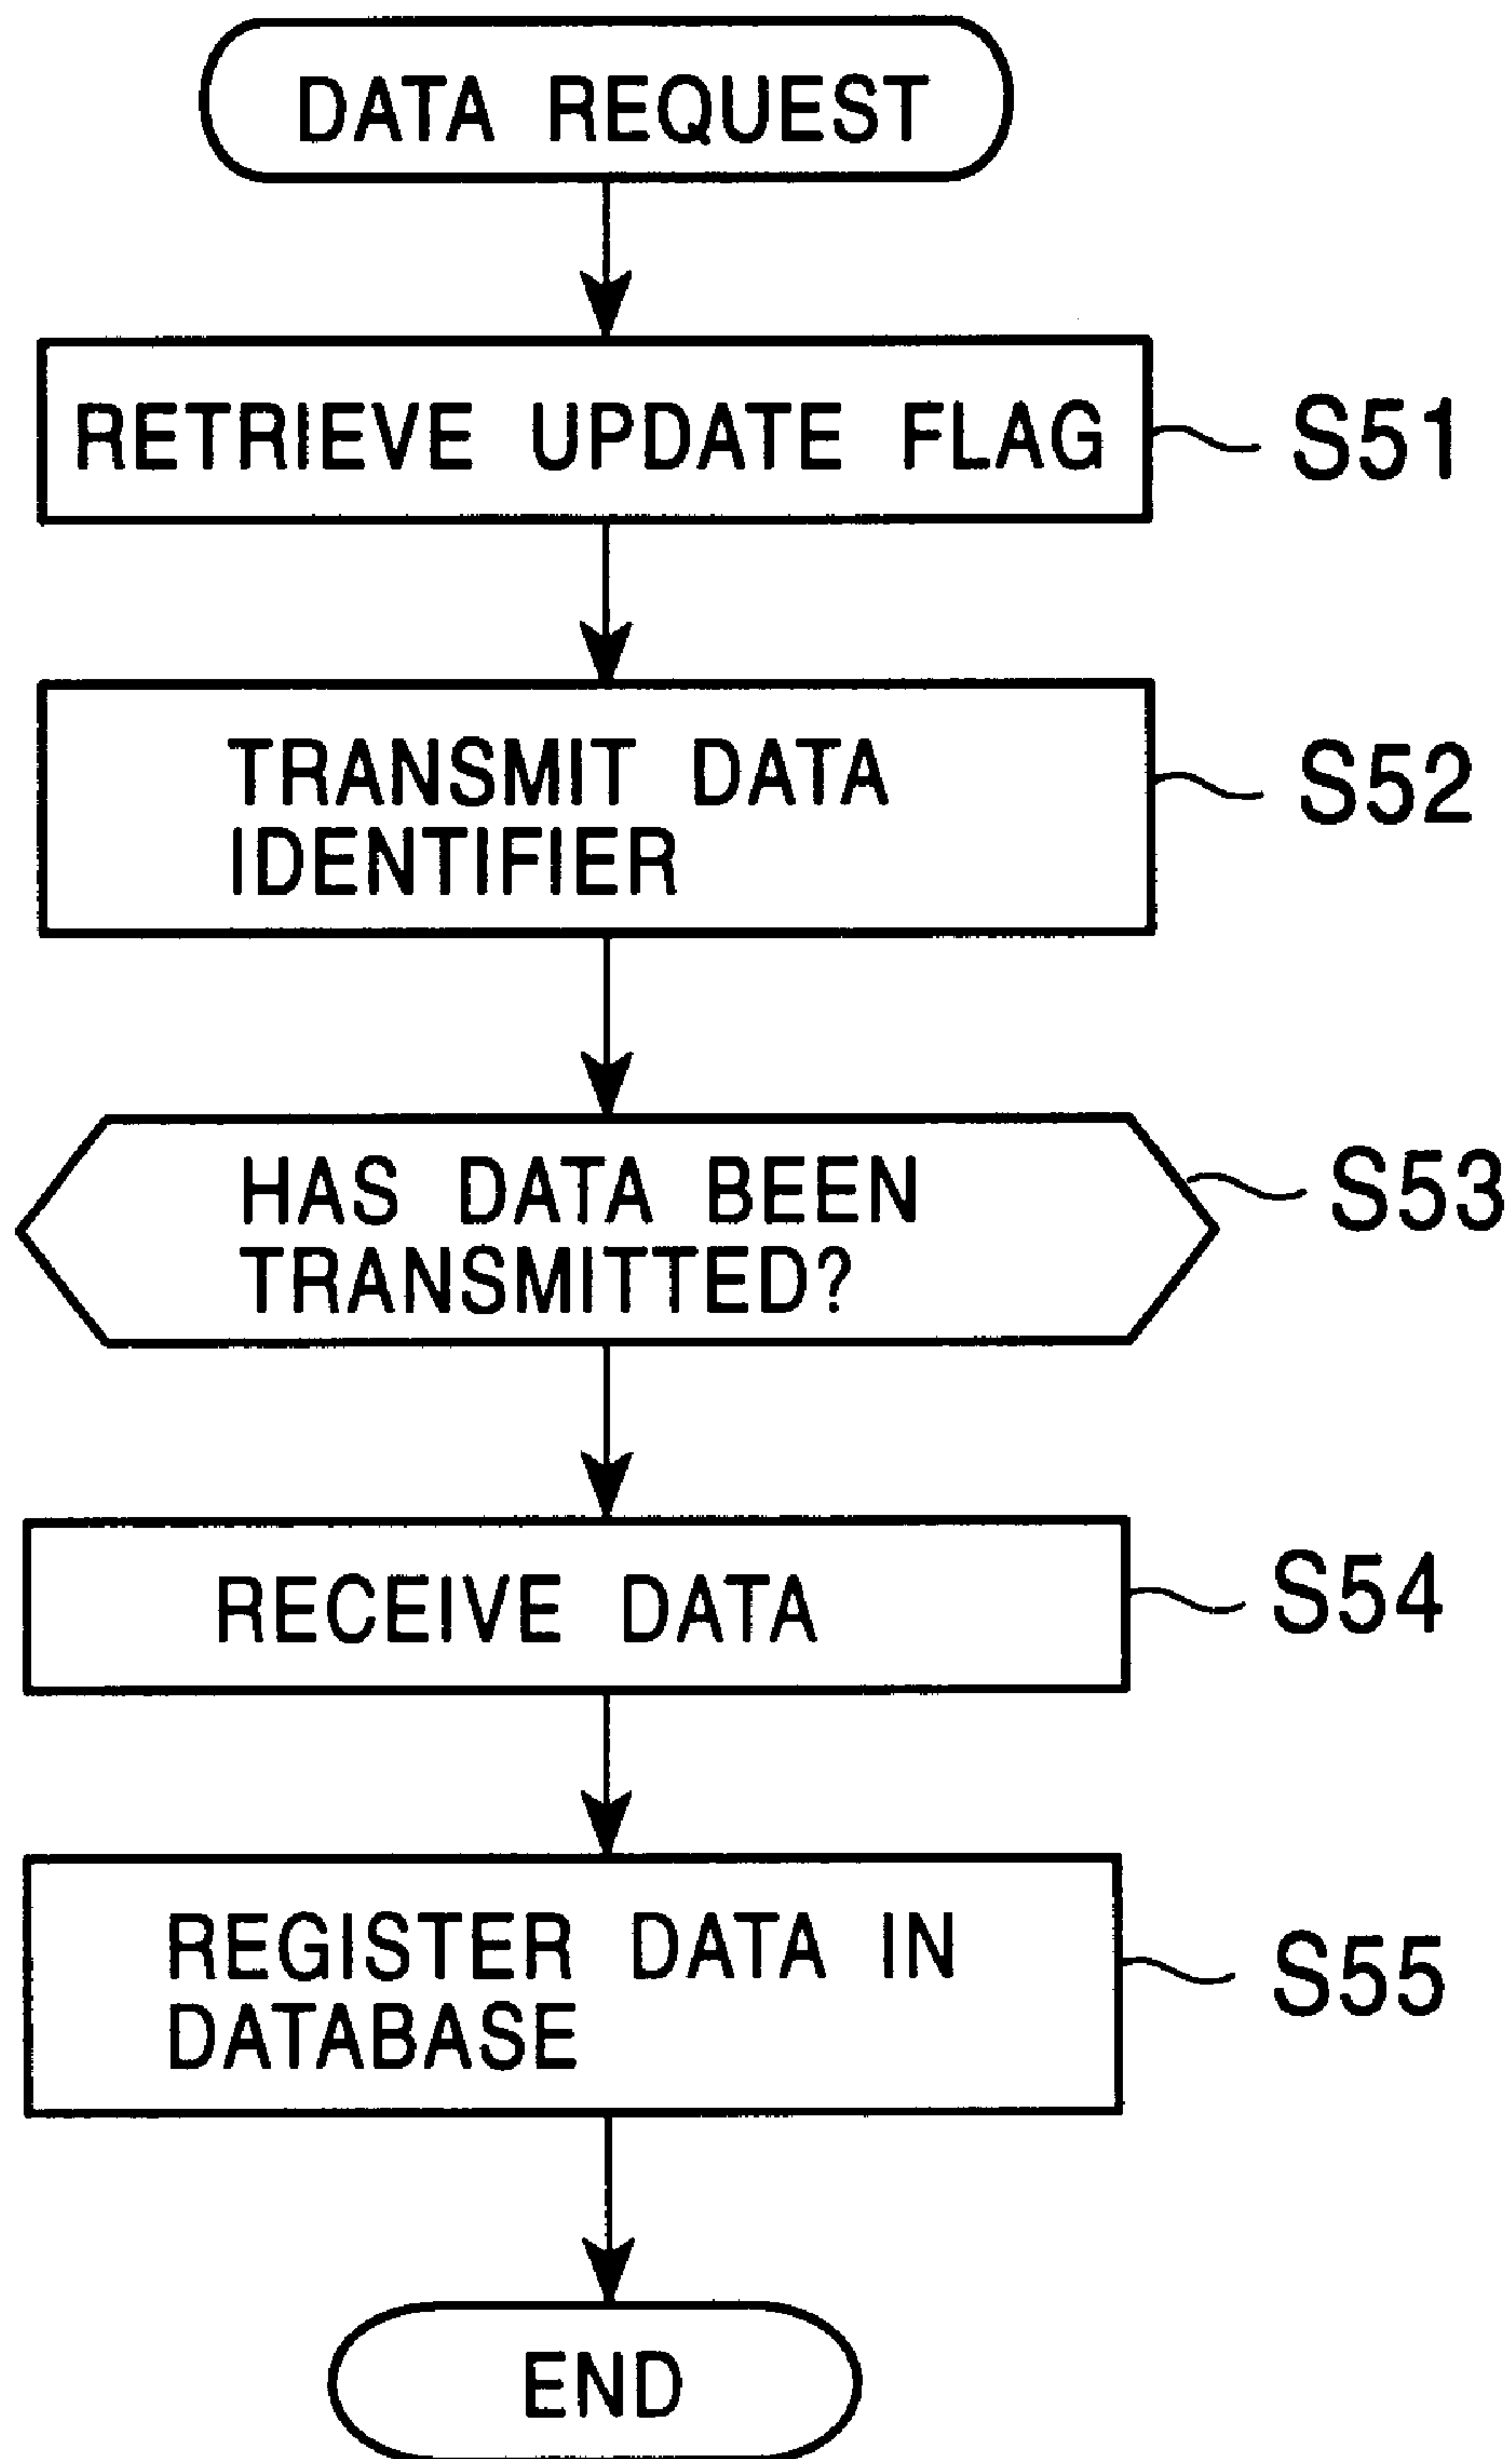 DATA REQUEST
RETRIEVE UPDATE FLAG
S51
TRANSMIT DATA
IDENTIFIER
S52
HAS DATA BEEN
TRANSMITTED?
S53
RECEIVE DATA
S54
REGISTER DATA IN
DATABASE
S55
END